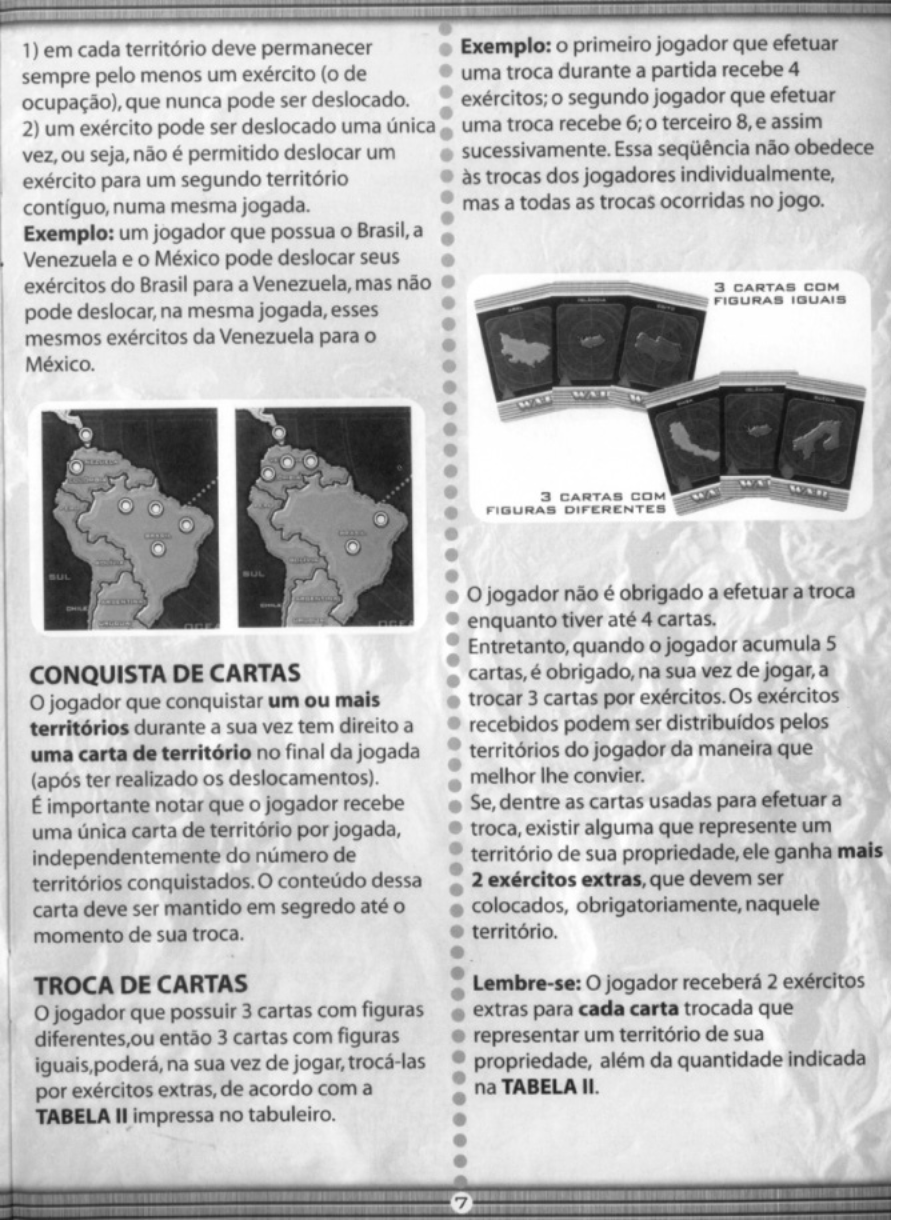 1) em cada território deve permanecer
sempre pelo menos um exército (o de
ocupação), que nunca pode ser deslocado.
2) um exército pode ser deslocado uma única
vez, ou seja, não é permitido deslocar um
exército para um segundo território
contíguo, numa mesma jogada.
Exemplo: um jogador que possua o Brasil, a
Venezuela e o México pode deslocar seus
exércitos do Brasil para a Venezuela, mas não
pode deslocar, na mesma jogada, esses
mesmos exércitos da Venezuela para o
México.
SUL
BRASIL
CHILE
ARGENTINA
URUGUAI
SUL
BRASIL
CHILE
ARGENTINA
URUGUAI
CONQUISTA DE CARTAS
O jogador que conquistar um ou mais
territórios durante a sua vez tem direito a
uma carta de território no final da jogada
(após ter realizado os deslocamentos).
É importante notar que o jogador recebe
uma única carta de território por jogada,
independentemente do número de
territórios conquistados. O conteúdo dessa
carta deve ser mantido em segredo até o
momento de sua troca.
TROCA DE CARTAS
O jogador que possuir 3 cartas com figuras
diferentes,ou então 3 cartas com figuras
iguais,poderá, na sua vez de jogar, trocá-las
por exércitos extras, de acordo com a
TABELA II impressa no tabuleiro.
Exemplo: o primeiro jogador que efetuar
uma troca durante a partida recebe 4
exércitos; o segundo jogador que efetuar
uma troca recebe 6; o terceiro 8, e assim
sucessivamente. Essa seqüência não obedece
às trocas dos jogadores individualmente,
mas a todas as trocas ocorridas no jogo.
3 CARTAS COM
FIGURAS IGUAIS
ISLÂNDIA
WAR
ISLÂNDIA
WAR
3 CARTAS COM
FIGURAS DIFERENTES
O jogador não é obrigado a efetuar a troca
enquanto tiver até 4 cartas.
Entretanto, quando o jogador acumula 5
cartas, é obrigado, na sua vez de jogar, a
trocar 3 cartas por exércitos. Os exércitos
recebidos podem ser distribuídos pelos
territórios do jogador da maneira que
melhor lhe convier.
Se, dentre as cartas usadas para efetuar a
troca, existir alguma que represente um
território de sua propriedade, ele ganha mais
2 exércitos extras, que devem ser
colocados, obrigatoriamente, naquele
território.
Lembre-se: O jogador receberá 2 exércitos
extras para cada carta trocada que
representar um território de sua
propriedade, além da quantidade indicada
na TABELA II.
7